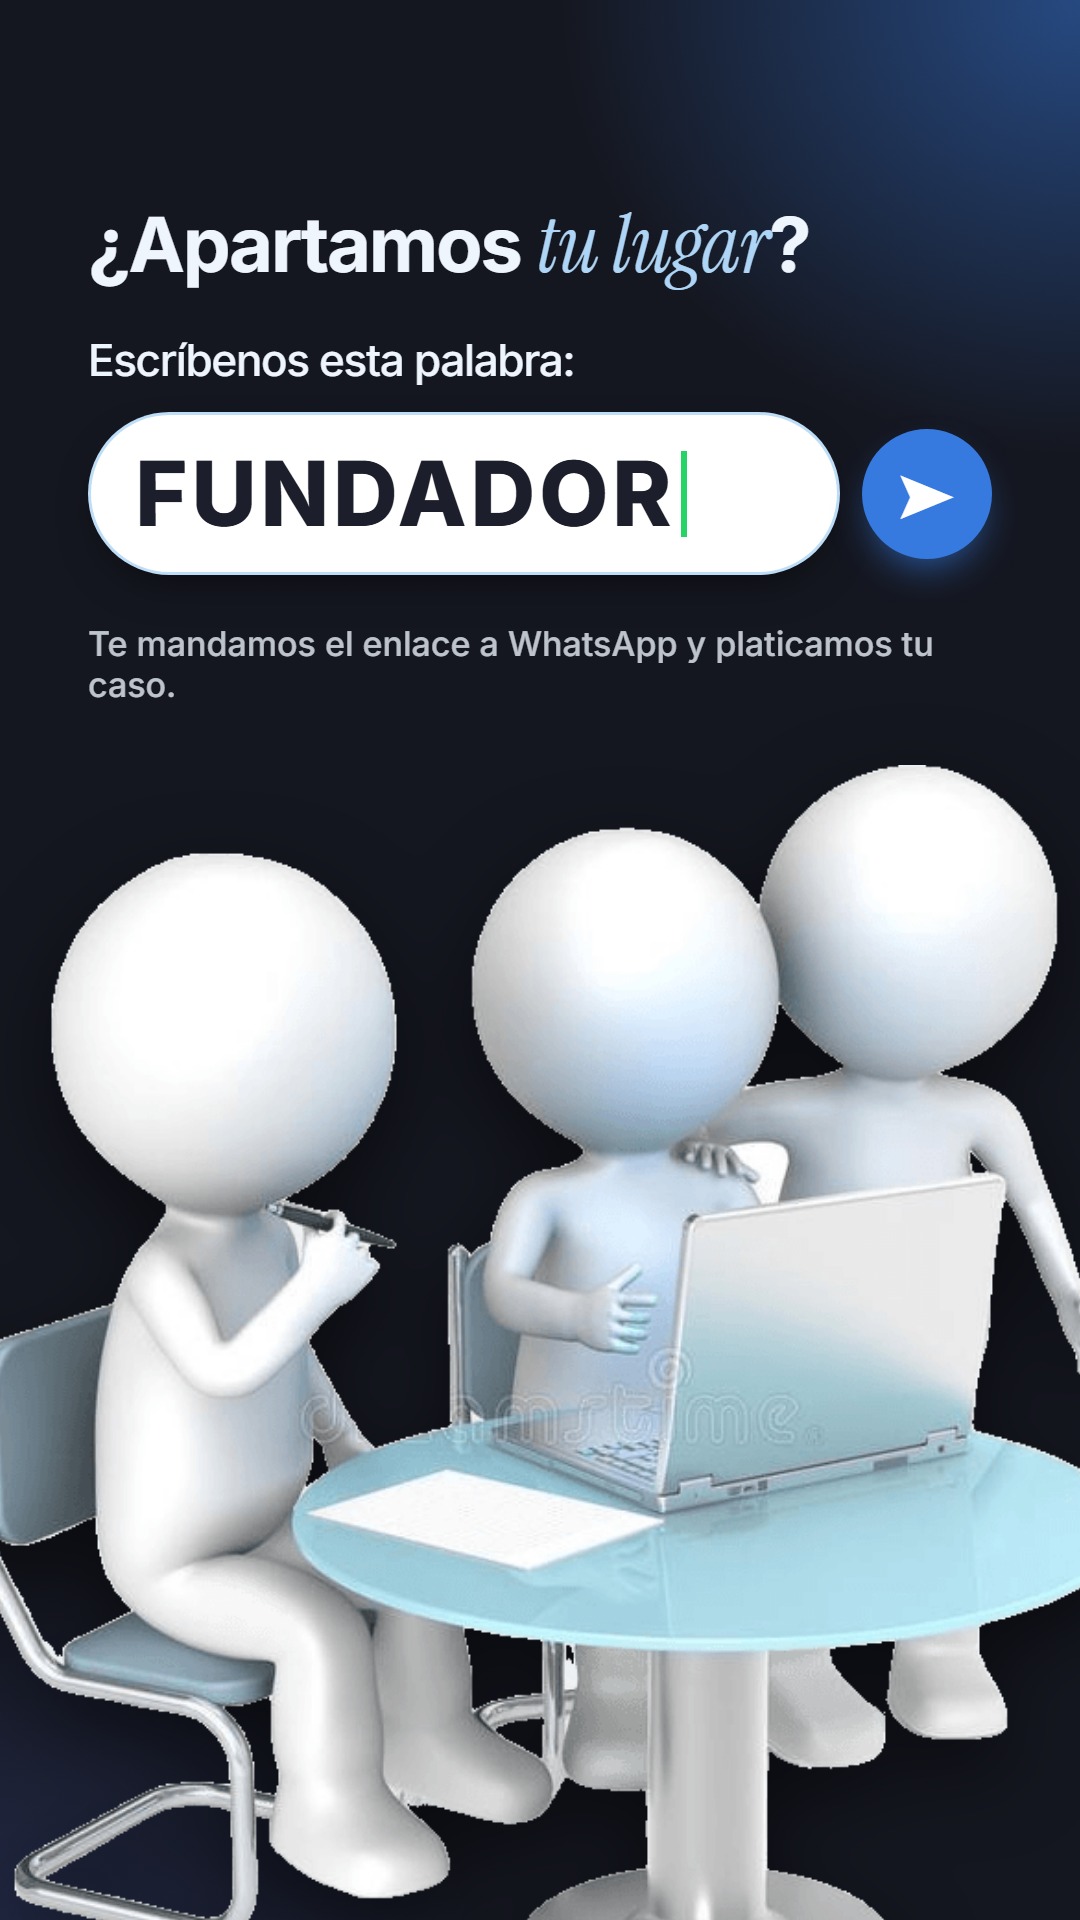 ¿Apartamos tu lugar?
Escríbenos esta palabra:
FUNDADOR
Te mandamos el enlace a WhatsApp y platicamos tu
caso.